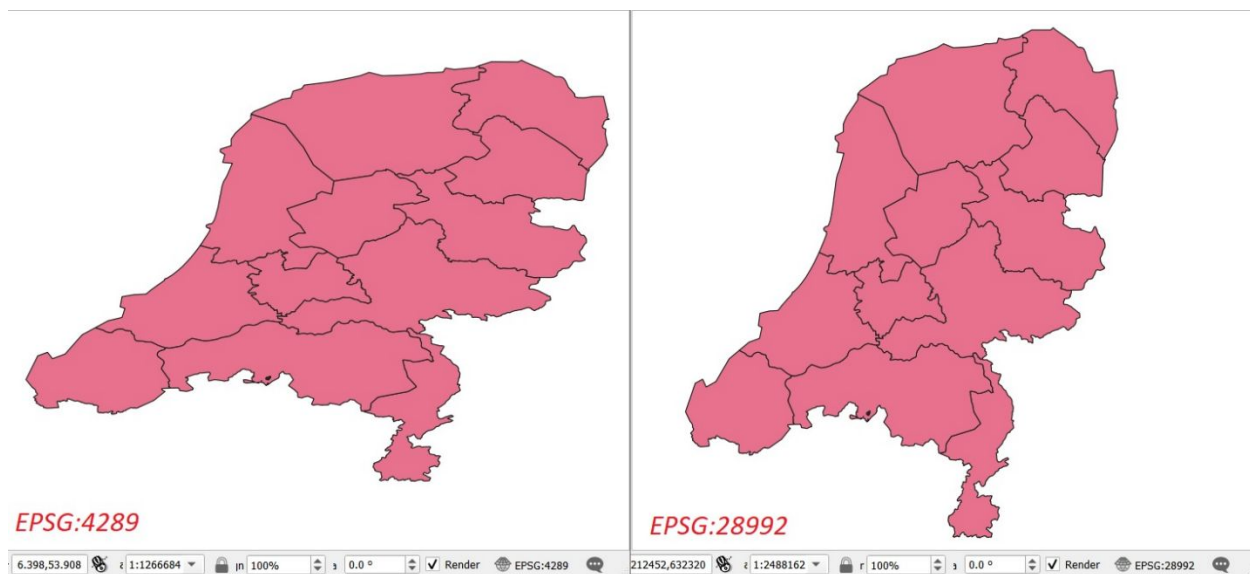 EPSG:4289
EPSG:28992
6.398,53.908 1:1266684 100% 0.0 ° Render EPSG:4289
212452,632320 1:2488162 100% 0.0 ° Render EPSG:28992